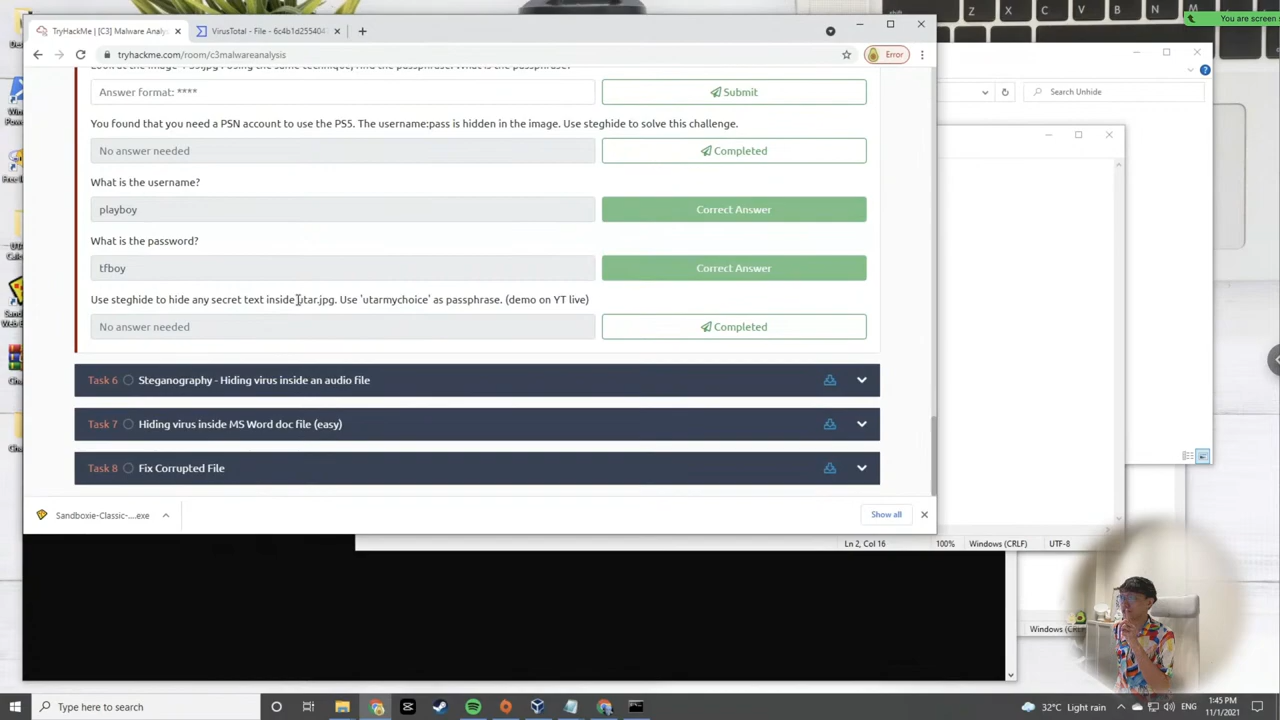 TryHackMe | [C3] Malware Analy
VirusTotal - File - 6c4b1d255404
You are screen s
tryhackme.com/room/c3malwareanalysis
Error
Search Unhide
Answer format: ****
Submit
You found that you need a PSN account to use the PS5. The username:pass is hidden in the image. Use steghide to solve this challenge.
No answer needed
Completed
What is the username?
playboy
Correct Answer
What is the password?
tfboy
Correct Answer
Use steghide to hide any secret text inside utar.jpg. Use 'utarmychoice' as passphrase. (demo on YT live)
No answer needed
Completed
Task 6
Steganography - Hiding virus inside an audio file
Task 7
Hiding virus inside MS Word doc file (easy)
Task 8
Fix Corrupted File
Sandboxie-Classic-....exe
Show all
Ln 2, Col 16
100%
Windows (CRLF)
UTF-8
Type here to search
32°C Light rain
1:45 PM
11/1/2021